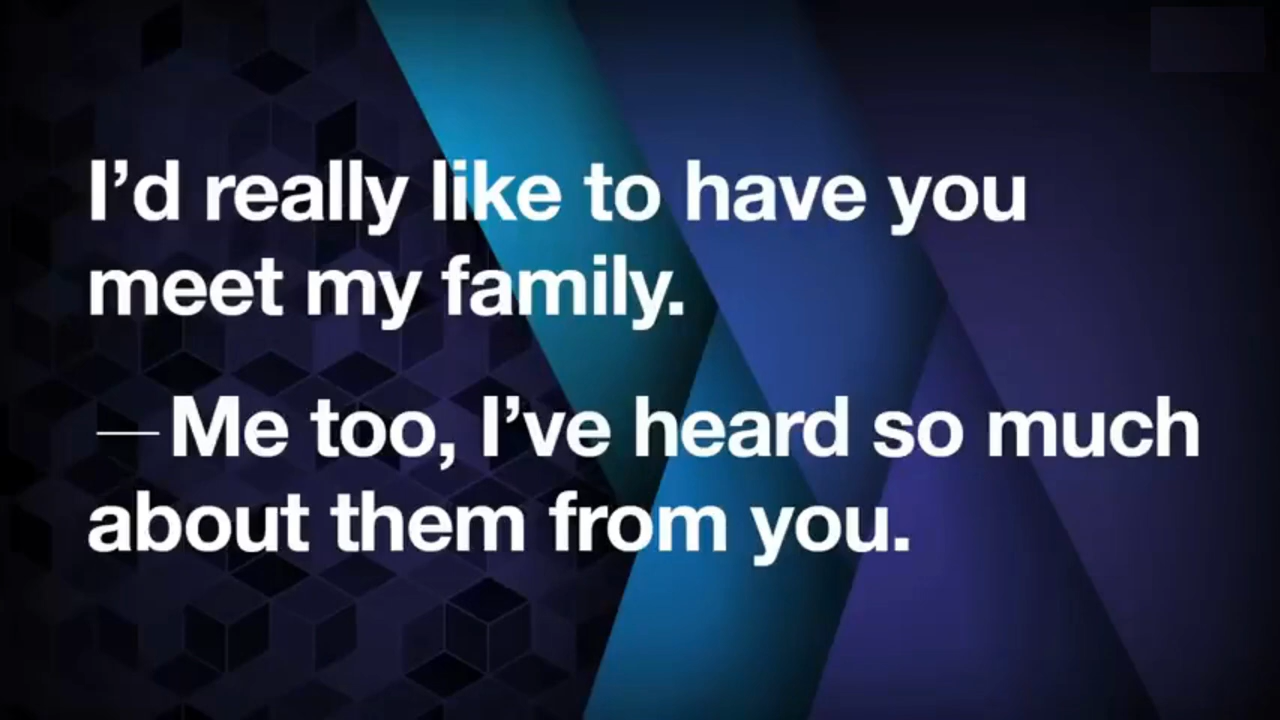 I’d really like to have you
meet my family.
—Me too, I’ve heard so much
about them from you.